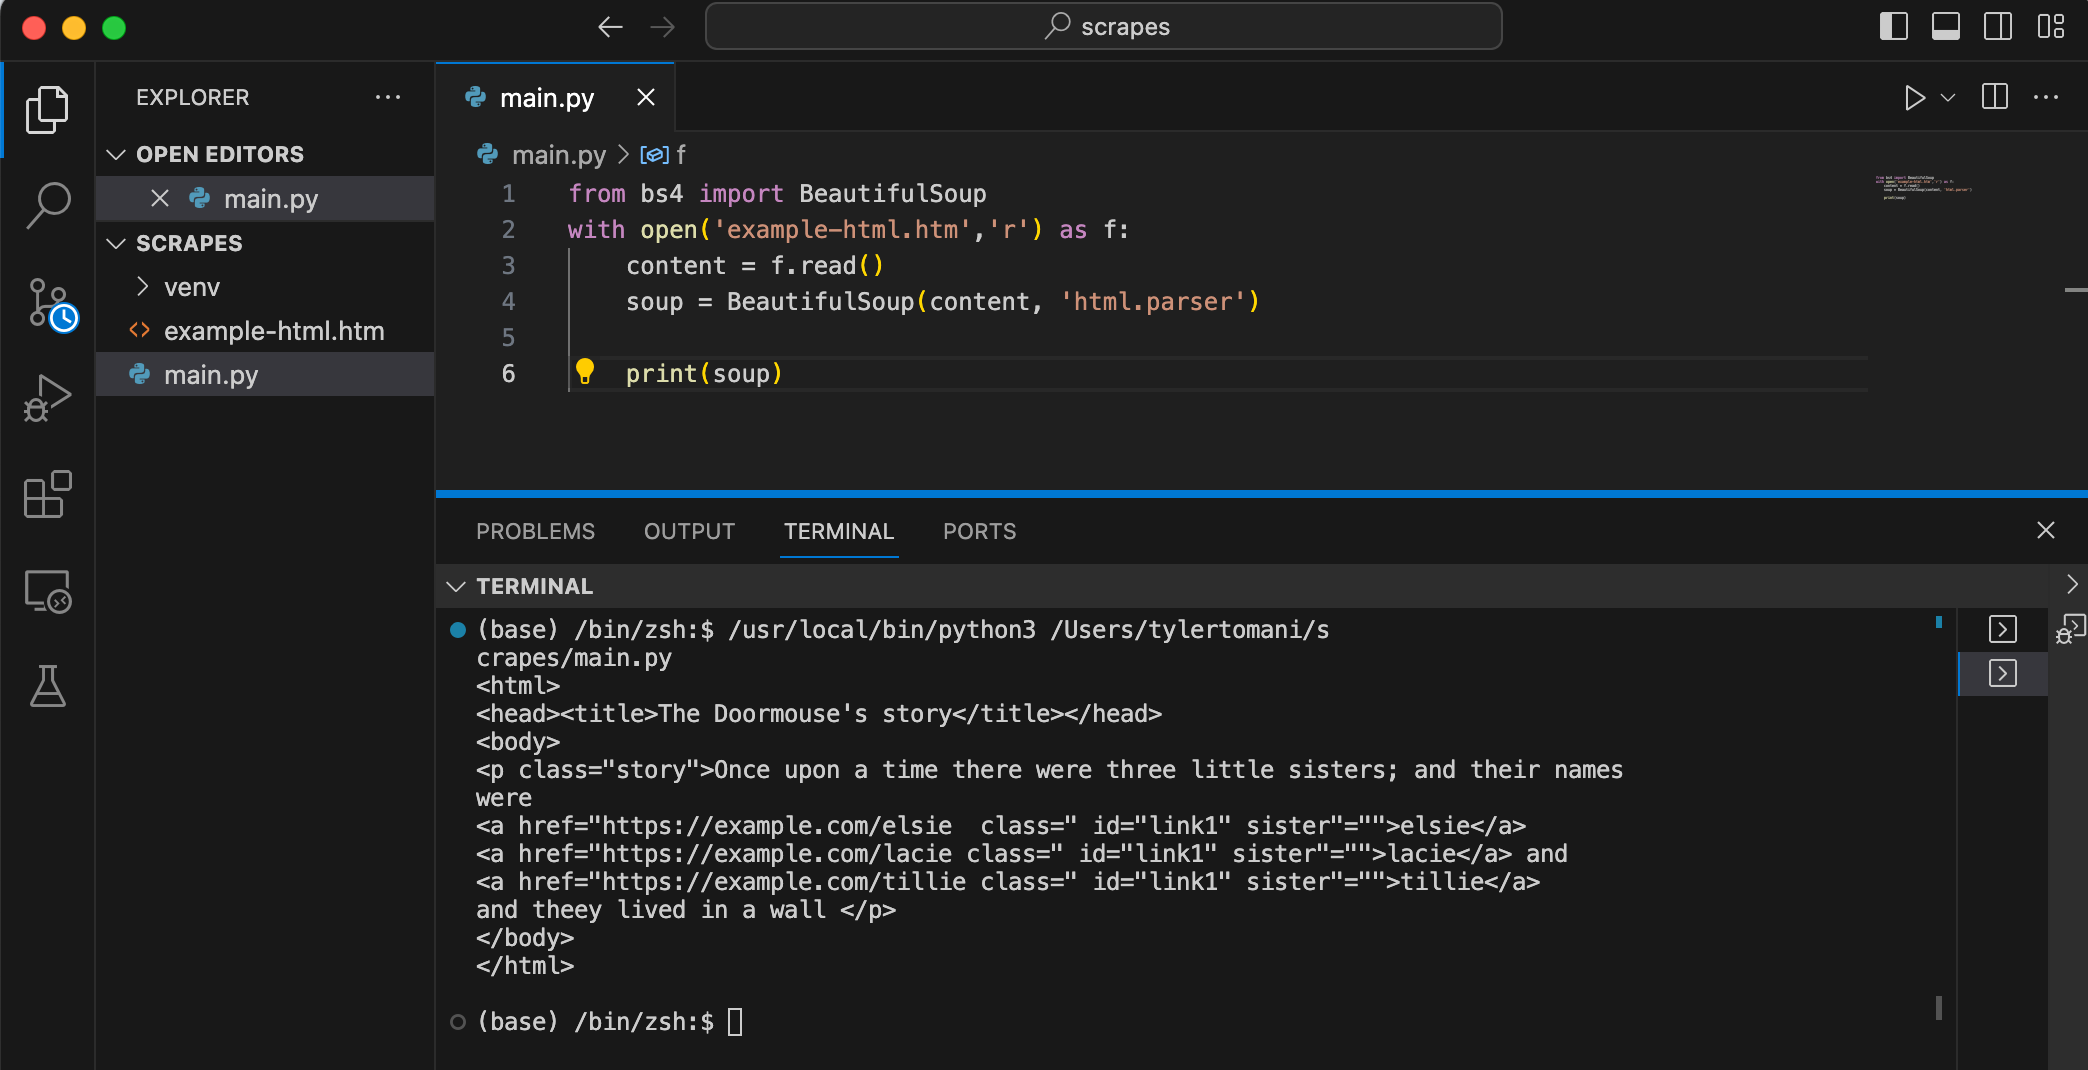 scrapes
EXPLORER
OPEN EDITORS
main.py
SCRAPES
venv
example-html.htm
main.py
main.py
main.py > f
1 from bs4 import BeautifulSoup
2 with open('example-html.htm','r') as f:
3 content = f.read()
4 soup = BeautifulSoup(content, 'html.parser')
5
6 print(soup)
PROBLEMS OUTPUT TERMINAL PORTS
TERMINAL
(base) /bin/zsh:$ /usr/local/bin/python3 /Users/tylertomani/s
crapes/main.py
<html>
<head><title>The Doormouse's story</title></head>
<body>
<p class="story">Once upon a time there were three little sisters; and their names
were
<a href="https://example.com/elsie  class=" id="link1" sister"="">elsie</a>
<a href="https://example.com/lacie class=" id="link1" sister"="">lacie</a> and
<a href="https://example.com/tillie class=" id="link1" sister"="">tillie</a>
and theey lived in a wall </p>
</body>
</html>
(base) /bin/zsh:$